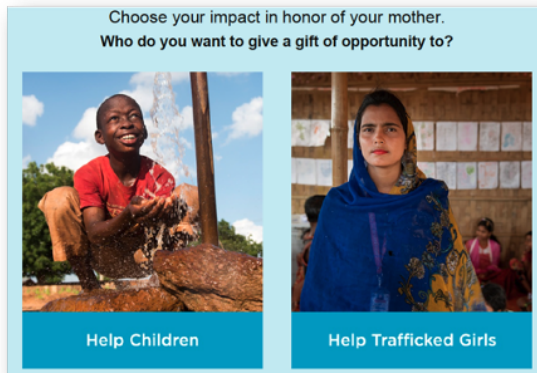 Choose your impact in honor of your mother.
Who do you want to give a gift of opportunity to?
Help Children
Help Trafficked Girls